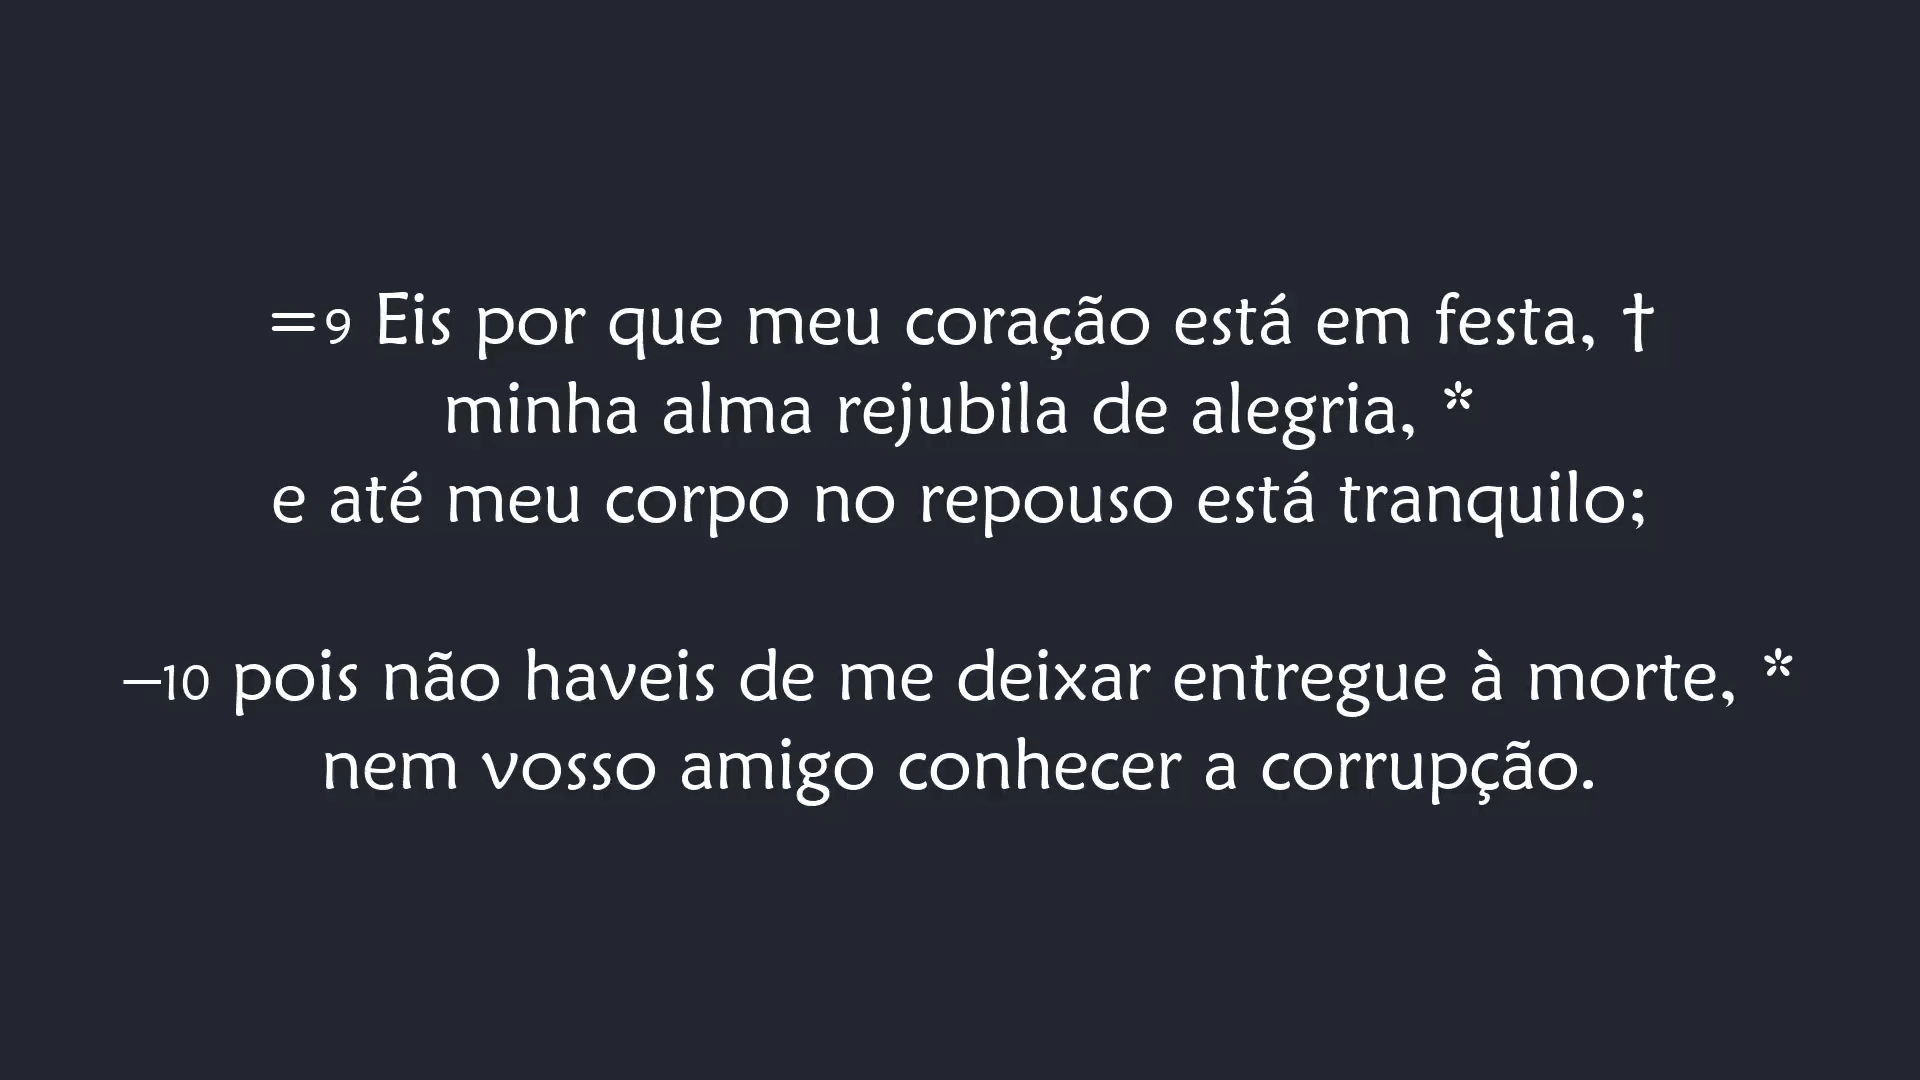 =9 Eis por que meu coração está em festa, †
minha alma rejubila de alegria, *
e até meu corpo no repouso está tranquilo;
–10 pois não haveis de me deixar entregue à morte, *
nem vosso amigo conhecer a corrupção.